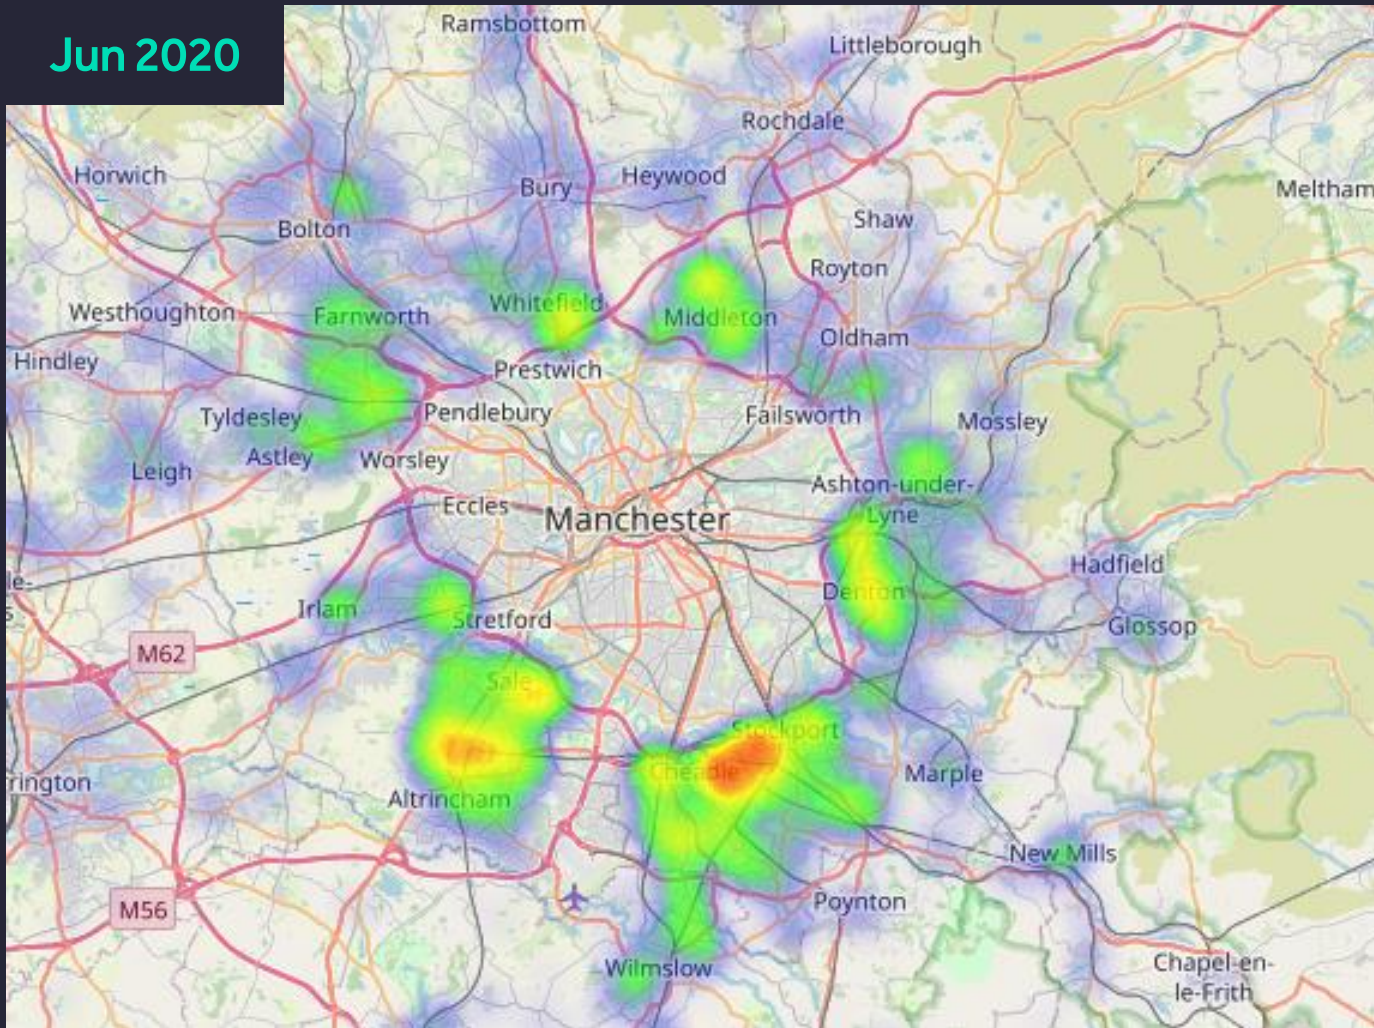 Jun 2020
Ramsbottom
Littleborough
Rochdale
Horwich
Bury
Heywood
Meltham
Bolton
Shaw
Royton
Westhoughton
Farnworth
Whitefield
Middleton
Oldham
Hindley
Prestwich
Tyldesley
Pendlebury
Failsworth
Mossley
Astley
Worsley
Leigh
Ashton-under-
Lyne
Eccles
Manchester
Hadfield
le-
s
Denton
Irlam
Stretford
Glossop
M62
Sale
Stockport
Cheadle
Marple
rrington
Altrincham
New Mills
M56
Poynton
Wilmslow
Chapel-en-
le-Frith